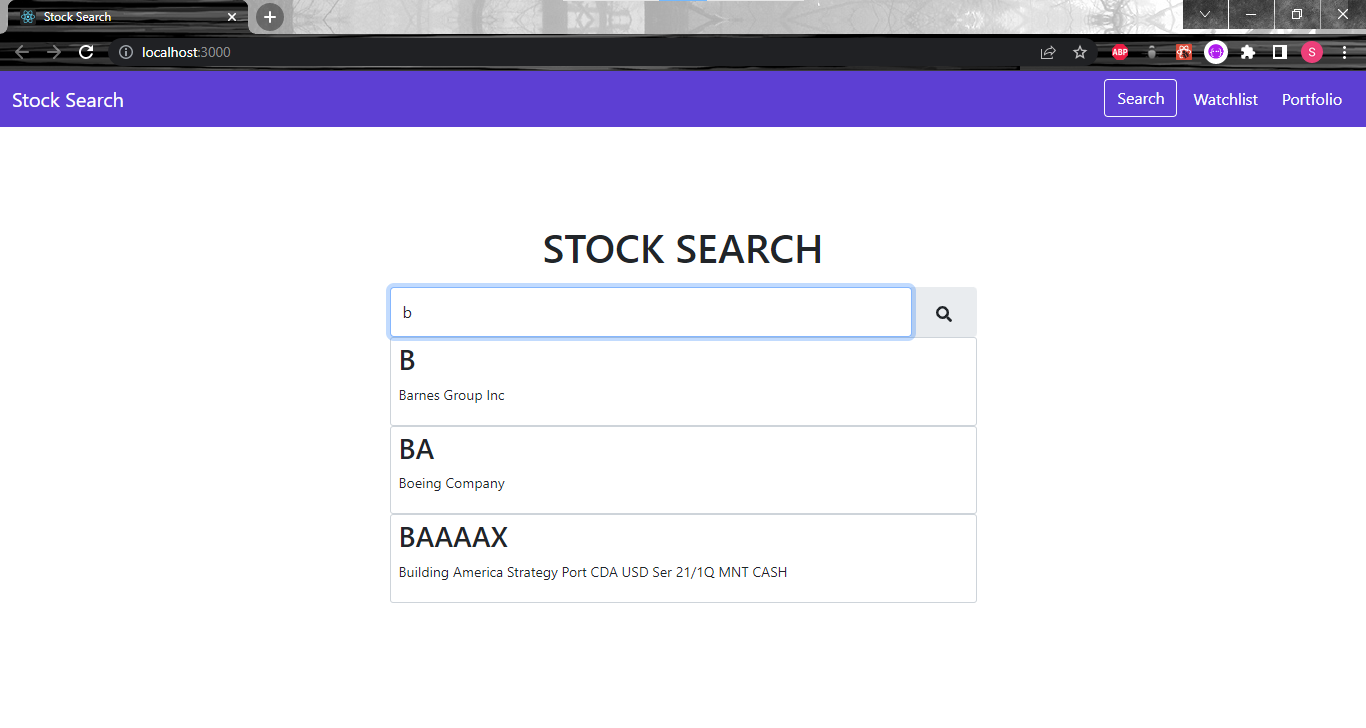 Stock Search
localhost:3000
ABP
S
Stock Search
Search
Watchlist
Portfolio
STOCK SEARCH
b
B
Barnes Group Inc
BA
Boeing Company
BAAAAX
Building America Strategy Port CDA USD Ser 21/1Q MNT CASH